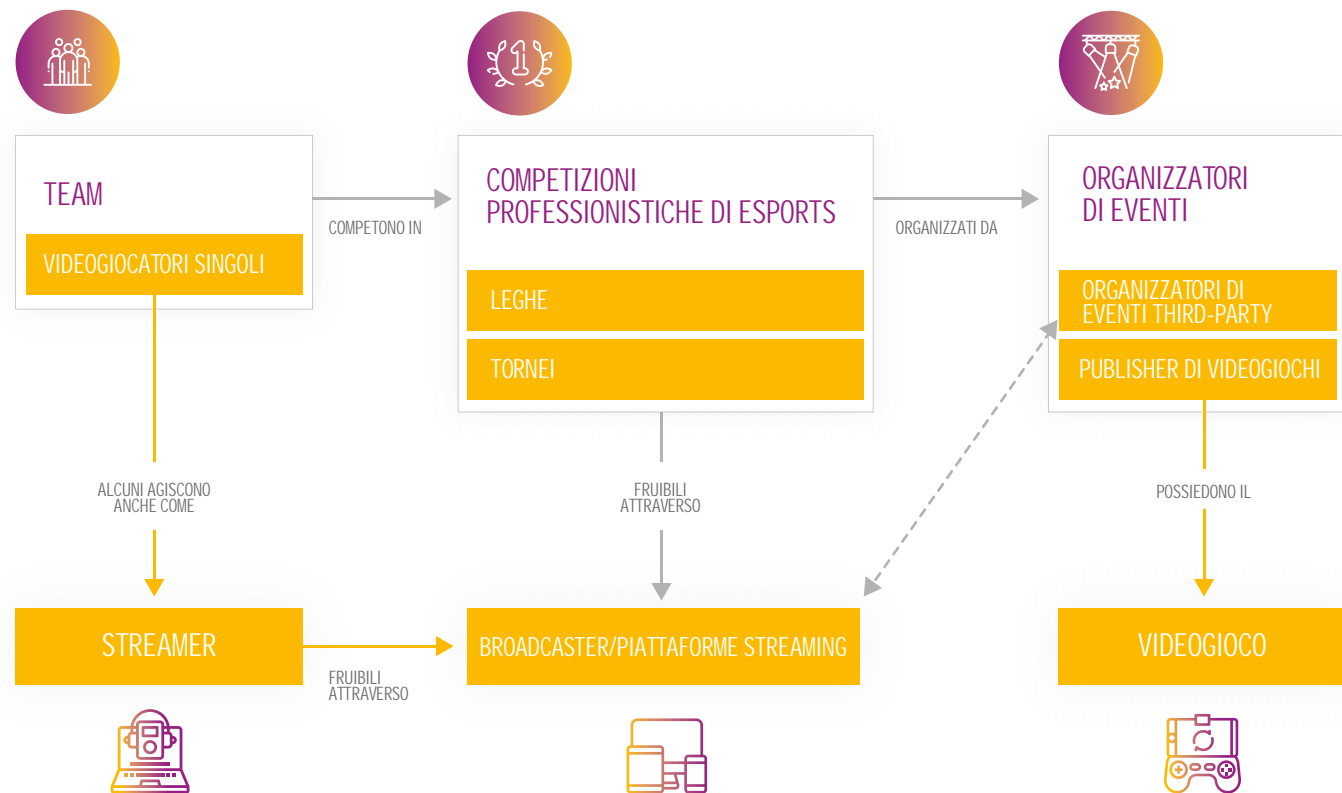 1
TEAM
VIDEOGIOCATORI SINGOLI
COMPETONO IN
COMPETIZIONI
PROFESSIONISTICHE DI ESPORTS
LEGHE
TORNEI
ORGANIZZATI DA
ORGANIZZATORI
DI EVENTI
ORGANIZZATORI DI
EVENTI THIRD-PARTY
PUBLISHER DI VIDEOGIOCHI
ALCUNI AGISCONO
ANCHE COME
FRUIBILI
ATTRAVERSO
POSSIEDONO IL
STREAMER
FRUIBILI
ATTRAVERSO
BROADCASTER/PIATTAFORME STREAMING
VIDEOGIOCO